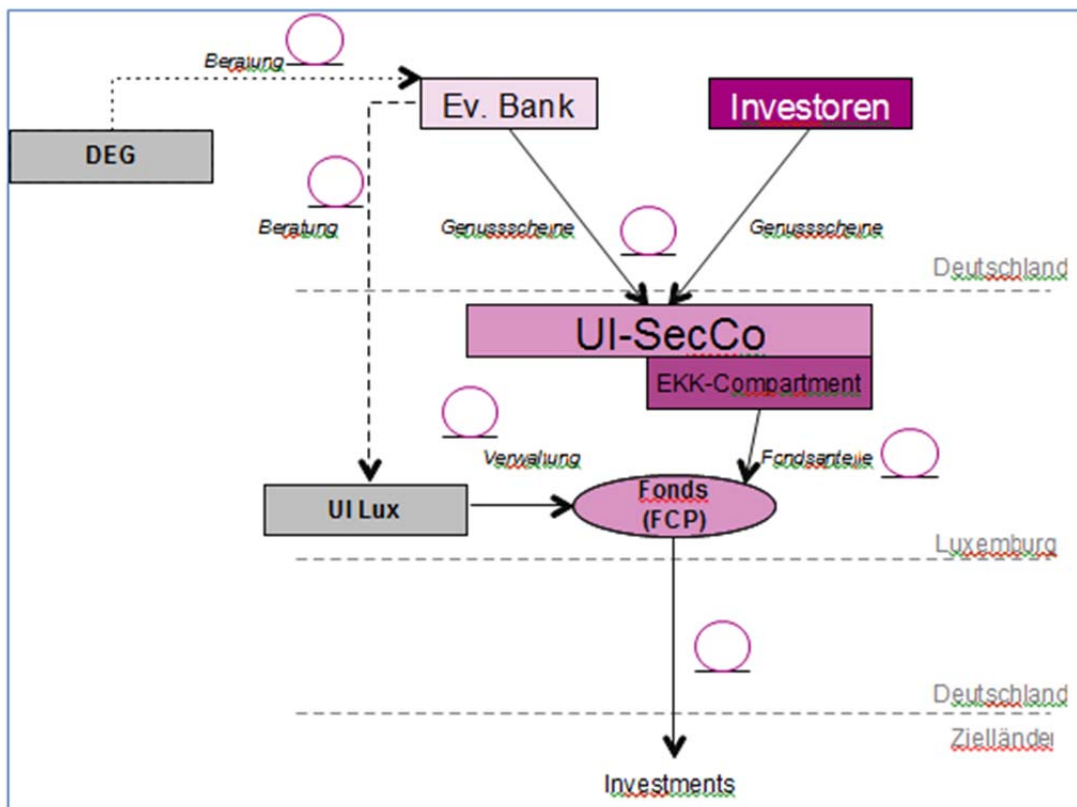 Beratung
Ev. Bank
Investoren
DEG
Beratung
Genussscheine
Genussscheine
Deutschland
UI-SecCo
EKK-Compartment
Verwaltung
Fondsanteile
UI Lux
Fonds
(FCP)
Luxemburg
Deutschland
Zielländer
Investments